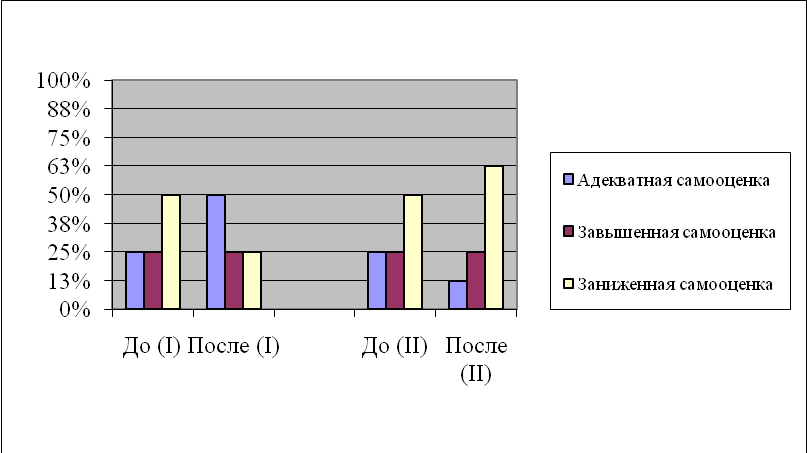 100%
88%
75%
63%
50%
38%
25%
13%
0%
До (I) После (I) До (II) После
(II)
Адекватная самооценка
Завышенная самооценка
Заниженная самооценка